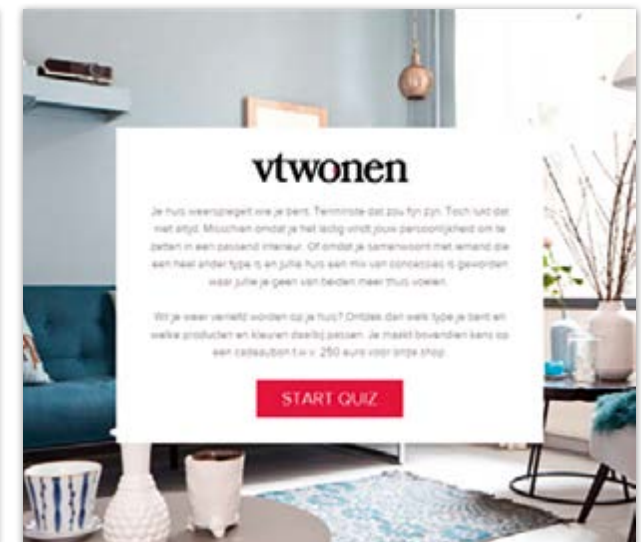 vtwonen
Je huis weerspiegelt wie je bent. Tenminste dat zou fijn zijn. Toch lukt dat
niet altijd. Misschien omdat je het lastig vindt jouw persoonlijkheid om te
zetten in een passend interieur. Of omdat je samenwoont met iemand die
een heel ander type is en jullie huis een mix van concessies is geworden
waar jullie je geen van beiden meer thuis voelen.
Wil je weer verliefd worden op je huis? Ontdek dan welk type je bent en
welke producten en kleuren daarbij passen. Je maakt bovendien kans op
een cadeaubon t.w.v. 250 euro voor onze shop.
START QUIZ